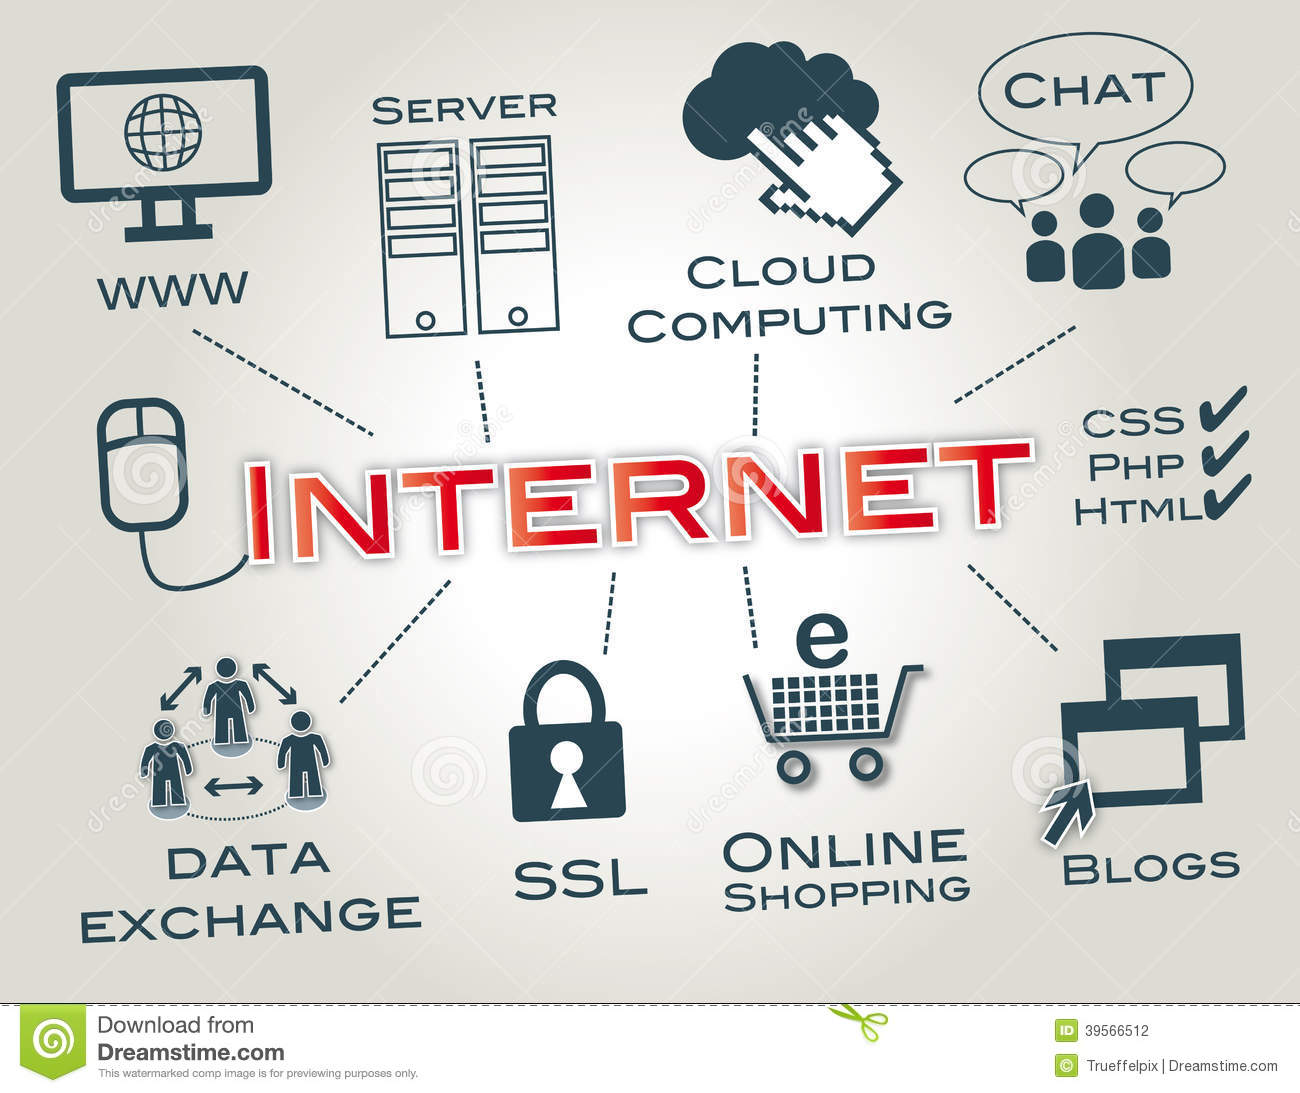 WWW
SERVER
CLOUD
COMPUTING
CHAT
CSS
PHP
HTML
INTERNET
DATA
EXCHANGE
SSL
e
ONLINE
SHOPPING
BLOGS
Download from
Dreamstime.com
This watermarked comp image is for previewing purposes only.
ID 39566512
© Trueffelpix | Dreamstime.com